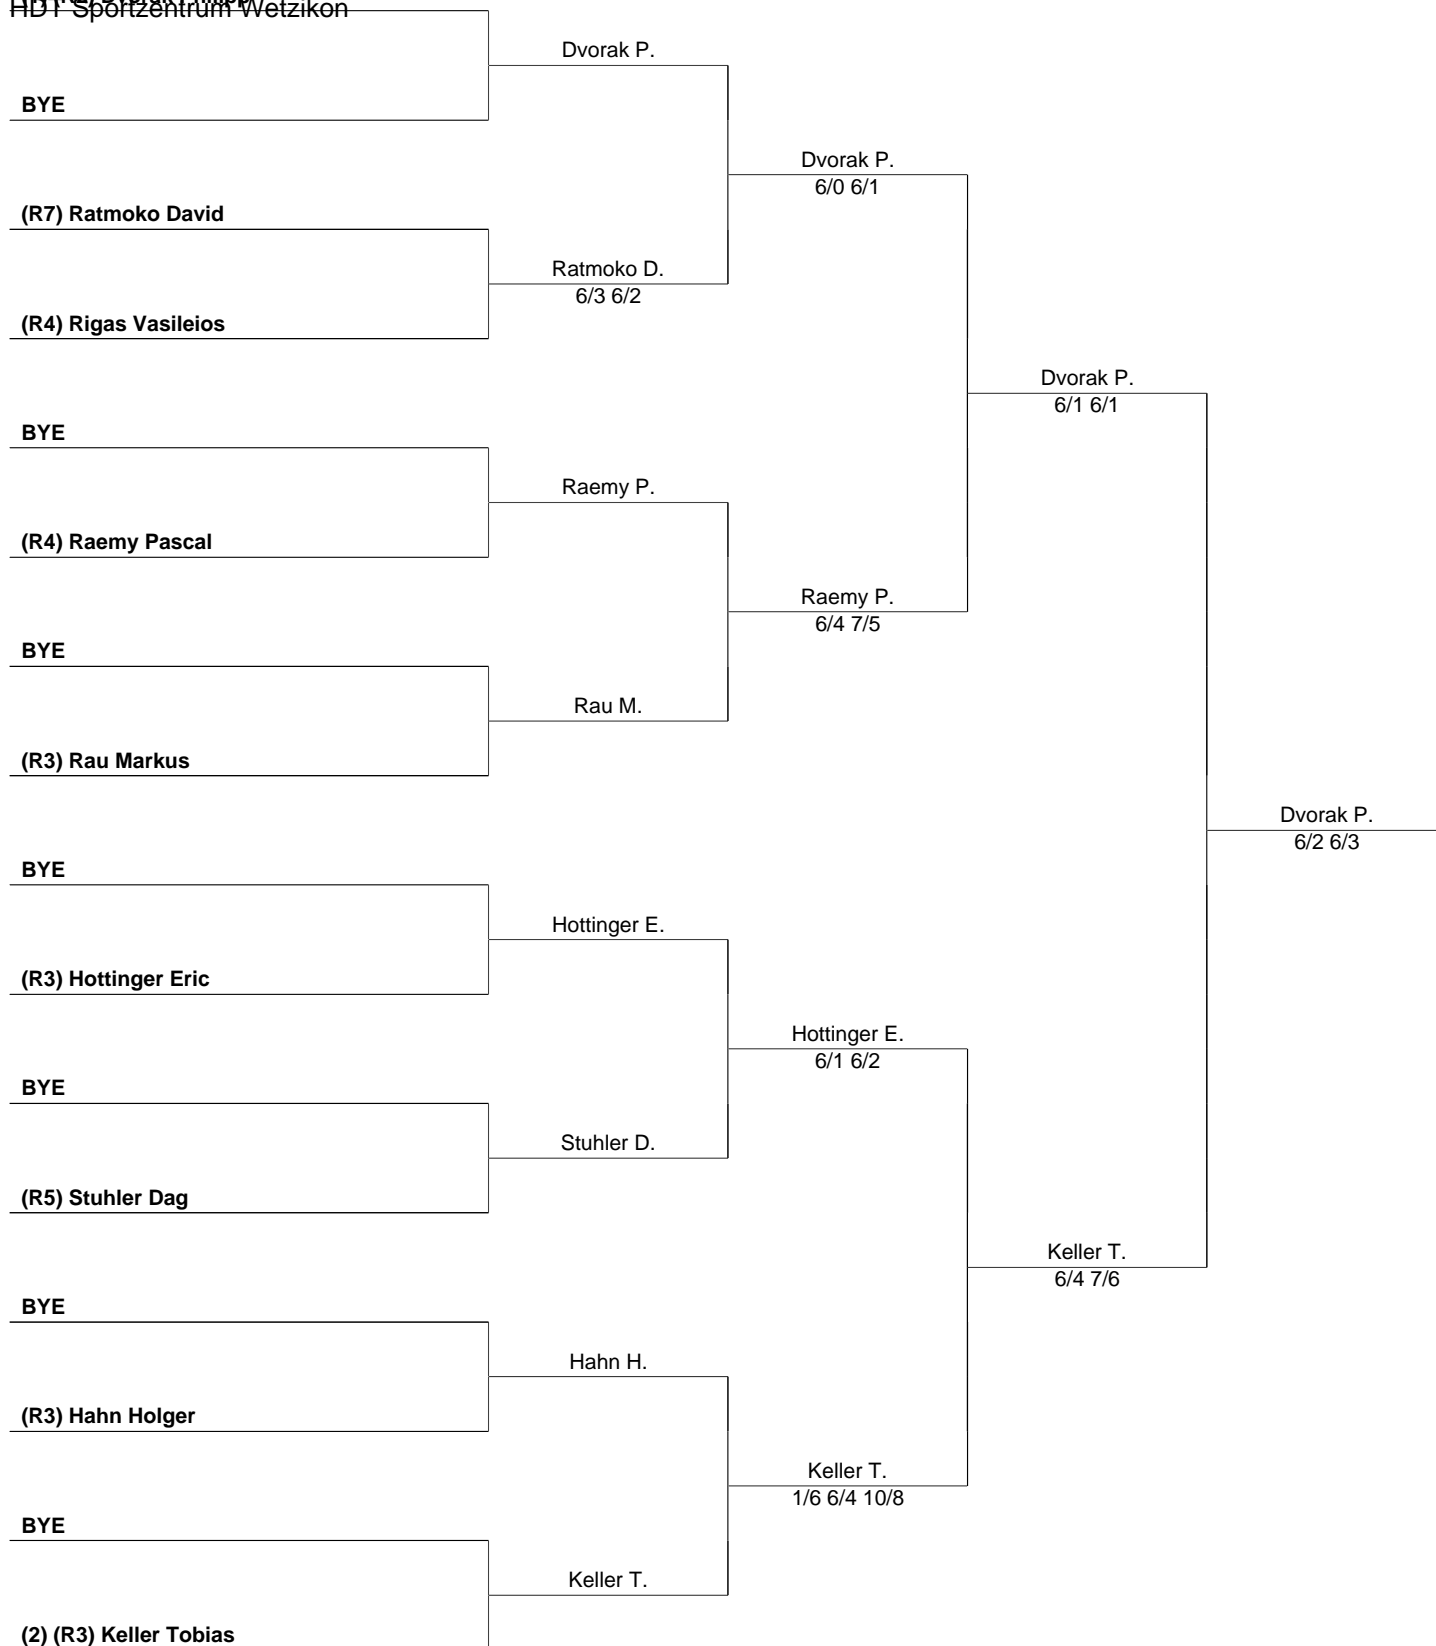 HDT Sportzentrum Wetzikon
Dvorak P.
BYE
Dvorak P.
6/0 6/1
(R7) Ratmoko David
Ratmoko D.
6/3 6/2
(R4) Rigas Vasileios
Dvorak P.
6/1 6/1
BYE
Raemy P.
(R4) Raemy Pascal
Raemy P.
6/4 7/5
BYE
Rau M.
(R3) Rau Markus
Dvorak P.
6/2 6/3
BYE
Hottinger E.
(R3) Hottinger Eric
Hottinger E.
6/1 6/2
BYE
Stuhler D.
(R5) Stuhler Dag
Keller T.
6/4 7/6
BYE
Hahn H.
(R3) Hahn Holger
Keller T.
1/6 6/4 10/8
BYE
Keller T.
(2) (R3) Keller Tobias